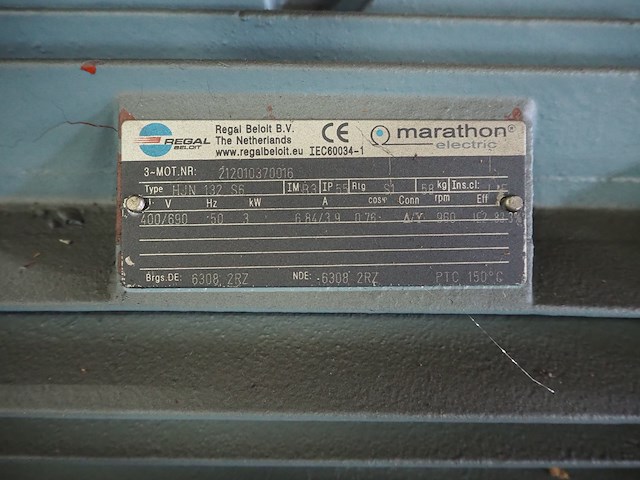 REGAL BELOIT
Regal Beloit B.V.
The Netherlands
www.regalbeloit.eu IEC60034-1
CE
marathon®
electric
3-MOT.NR: 212010370016
Type HJN 132 S6 IM B3 IP 55 Rtg S1 58 kg Ins.cl:
V Hz kW A cosφ Conn rpm Eff
400/690 50 3 6.84/3.9 0.76 Δ/Y 960
Brgs.DE: 6308 2RZ NDE: 6308 2RZ PTC 150°C